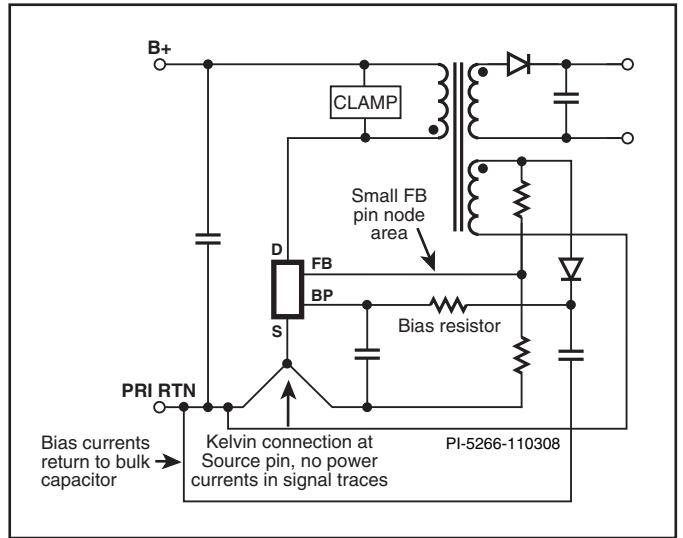 B+
CLAMP
Small FB
pin node
area
D
FB
BP
Bias resistor
S
PRI RTN
Bias currents
return to bulk
capacitor
Kelvin connection at
Source pin, no power
currents in signal traces
PI-5266-110308